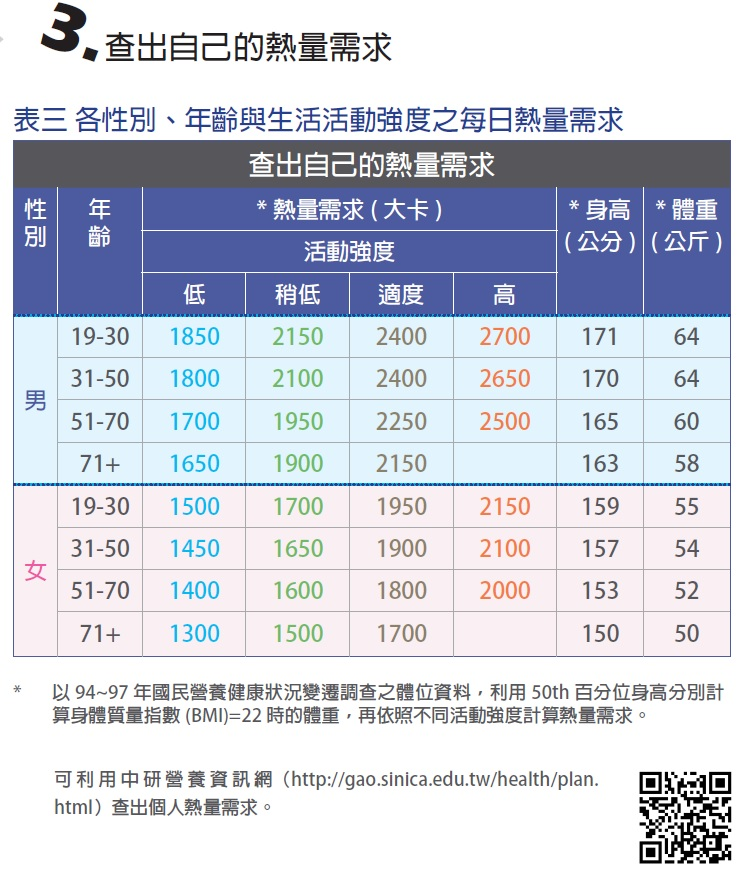 3. 查出自己的熱量需求
表三 各性別、年齡與生活活動強度之每日熱量需求
查出自己的熱量需求
性別 年齡 *熱量需求(大卡) *身高(公分) *體重(公斤)
活動強度
低 稍低 適度 高
男
19-30 1850 2150 2400 2700 171 64
31-50 1800 2100 2400 2650 170 64
51-70 1700 1950 2250 2500 165 60
71+ 1650 1900 2150 163 58
女
19-30 1500 1700 1950 2150 159 55
31-50 1450 1650 1900 2100 157 54
51-70 1400 1600 1800 2000 153 52
71+ 1300 1500 1700 150 50
* 以 94~97 年國民營養健康狀況變遷調查之體位資料，利用 50th 百分位身高分別計
算身體質量指數 (BMI)=22 時的體重，再依照不同活動強度計算熱量需求。
可利用中研營養資訊網（http://gao.sinica.edu.tw/health/plan.
html）查出個人熱量需求。